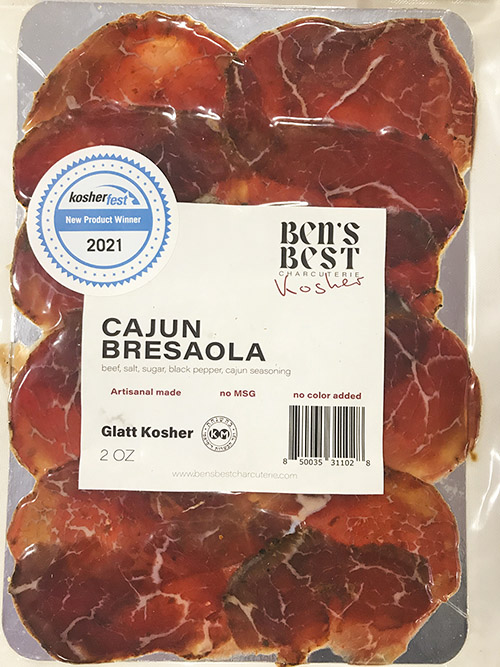 kosherfest
New Product Winner
2021
BEN'S
BEST
CHARCUTERIE
Kosher
CAJUN
BRESAOLA
beef, salt, sugar, black pepper, cajun seasoning
Artisanal made no MSG no color added
Glatt Kosher
KM
2 OZ
8 50035 31102 8
www.bensbestcharcuterie.com